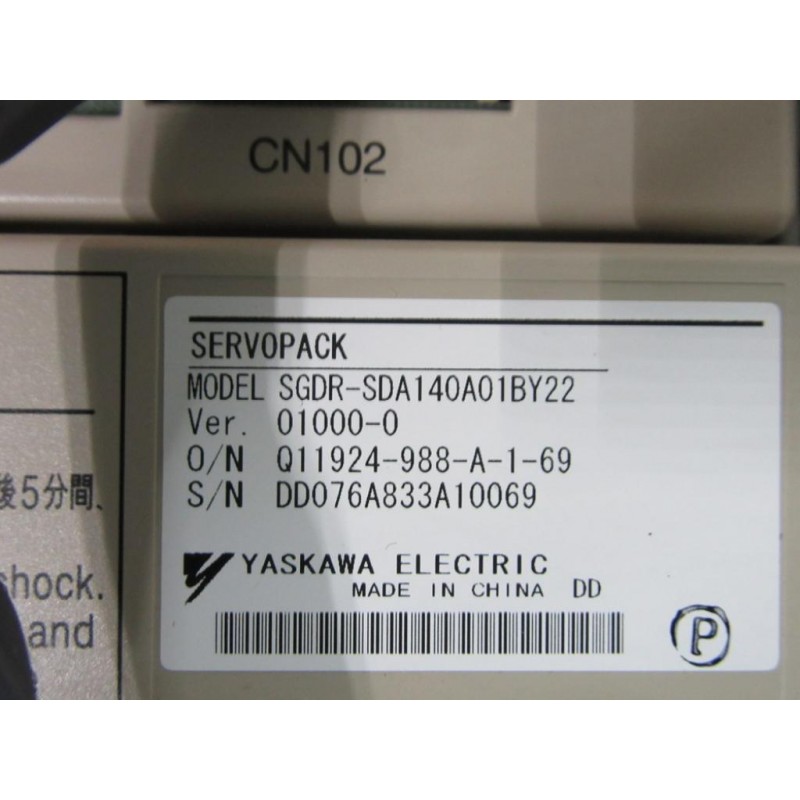 CN102
SERVOPACK
MODEL SGDR-SDA140A01BY22
Ver. 01000-0
O/N Q11924-988-A-1-69
S/N DD076A833A10069
YASKAWA ELECTRIC
MADE IN CHINA DD
P
後5分間、
shock.
and